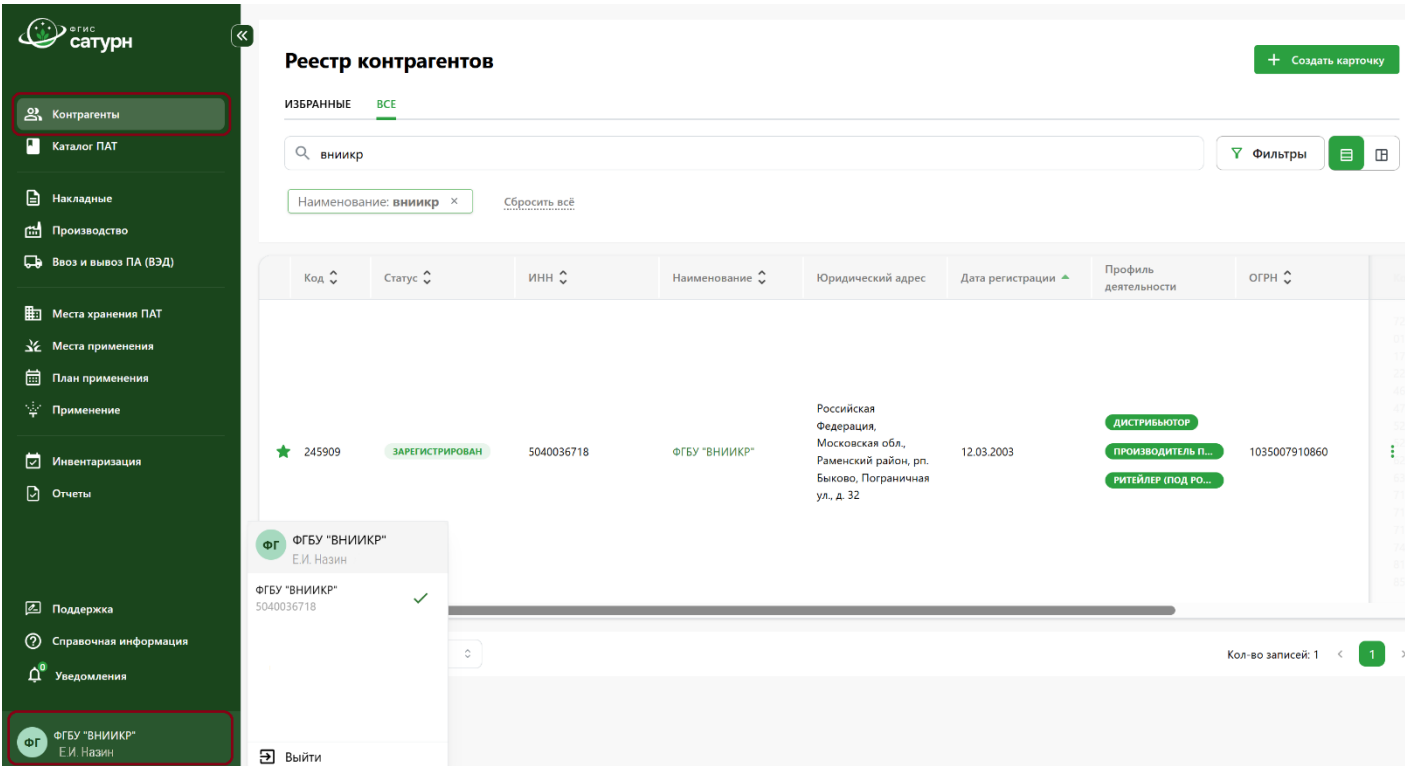 ФГИС
сатурн
Контрагенты
Каталог ПАТ
Накладные
Производство
Ввоз и вывоз ПА (ВЭД)
Места хранения ПАТ
Места применения
План применения
Применение
Инвентаризация
Отчеты
Поддержка
Справочная информация
0
Уведомления
ФГ
ФГБУ "ВНИИКР"
Е.И. Назин
Реестр контрагентов
Создать карточку
ИЗБРАННЫЕ ВСЕ
вниикр
Фильтры
Наименование: вниикр ×
Сбросить всё
Код
Статус
ИНН
Наименование
Юридический адрес
Дата регистрации
Профиль
деятельности
ОГРН
245909
ЗАРЕГИСТРИРОВАН
5040036718
ФГБУ "ВНИИКР"
Российская
Федерация,
Московская обл.,
Раменский район, рп.
Быково, Пограничная
ул., д. 32
12.03.2003
ДИСТРИБЬЮТОР
ПРОИЗВОДИТЕЛЬ П...
РИТЕЙЛЕР (ПОД РО...
1035007910860
ФГ
ФГБУ "ВНИИКР"
Е.И. Назин
ФГБУ "ВНИИКР"
5040036718
Выйти
Кол-во записей: 1
1